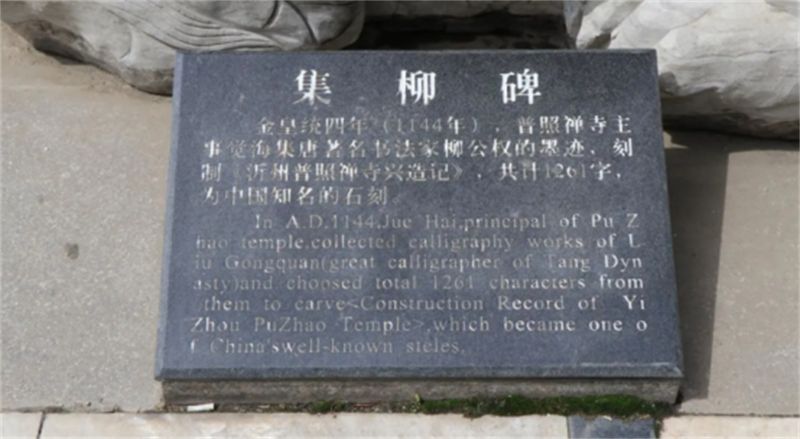 集柳碑
金皇统四年（1144年），普照禅寺主
事觉海集唐著名书法家柳公权的墨迹，刻
制《沂州普照禅寺兴造记》，共计1261字，
为中国知名的石刻。
In A.D.1144,Jue Hai,principal of Pu Z
hao temple,collected calligraphy works of L
iu Gongquan(great calligrapher of Tang Dyn
asty)and choosed total 1261 characters from
them to carve<Construction Record of Yi
Zhou PuZhao Temple>,which became one o
f China'swell-known steles.